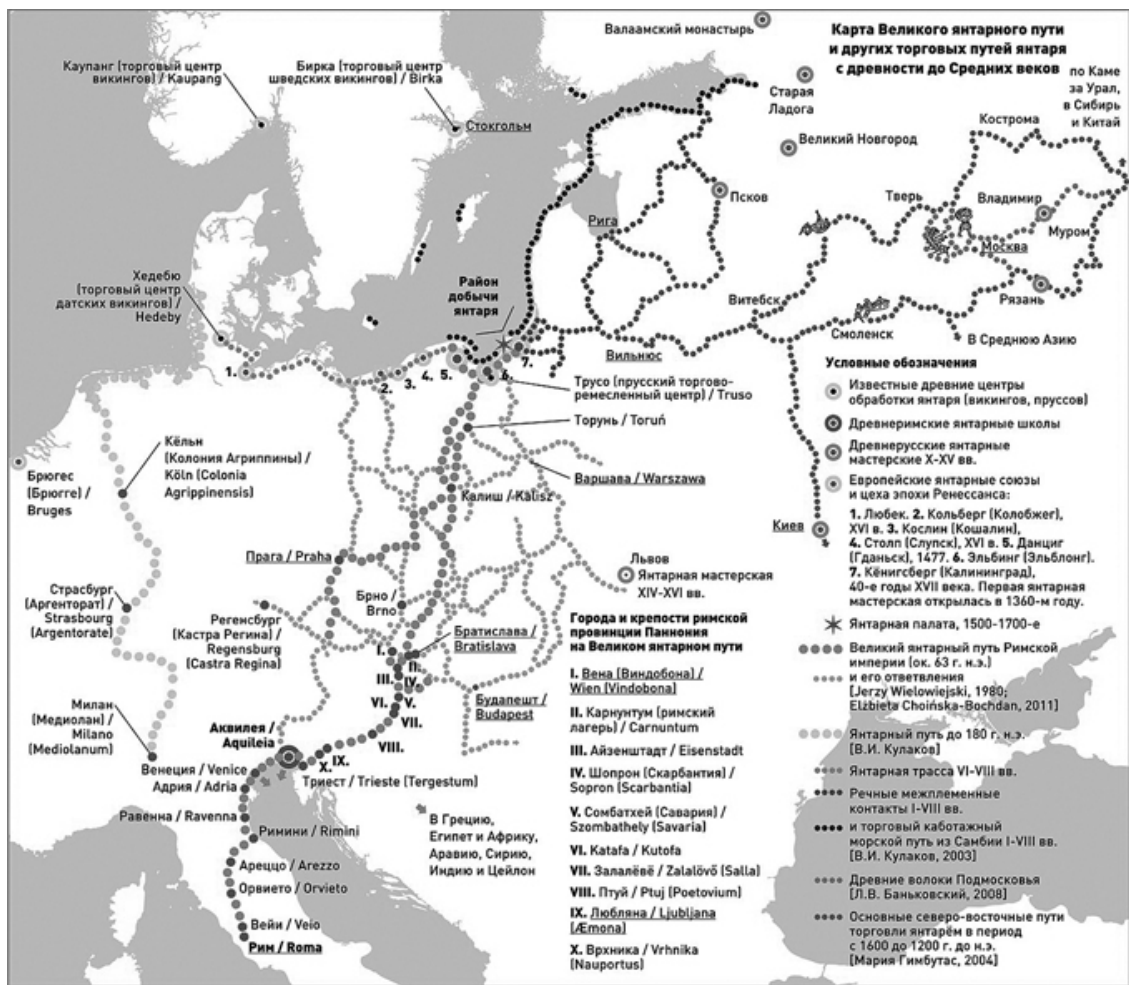 Карта Великого янтарного пути
и других торговых путей янтаря
с древности до Средних веков
Валаамский монастырь
Каупанг (торговый центр
викингов) / Kaupang
Бирка (торговый центр
шведских викингов) / Birka
Стокгольм
Старая
Ладога
по Каме
за Урал,
в Сибирь
и Китай
Кострома
Великий Новгород
Тверь
Владимир
Псков
Рига
Москва
Муром
Хедебю
(торговый центр
датских викингов) /
Hedeby
Район
добычи
янтаря
Витебск
Рязань
Смоленск
В Среднюю Азию
Вильнюс
1.
2.
3.
4.
5.
6.
7.
Трусо (прусский торгово-
ремесленный центр) / Truso
Торунь / Toruń
Кёльн
(Колония
Агриппины) /
Köln (Colonia
Agrippinensis)
Брюгес
(Брюгге) /
Bruges
Варшава / Warszawa
Калиш / Kalisz
Киев
Прага / Praha
Львов
Янтарная мастерская
XIV-XVI вв.
Страсбург
(Аргенторат) /
Strasbourg
(Argentorate)
Регенсбург
(Кастра Регина) /
Regensburg
(Castra Regina)
Брно /
Brno
Братислава /
Bratislava
I.
II.
III.
IV.
V.
VI.
VII.
VIII.
IX.
X.
Будапешт /
Budapest
Милан
(Медиолан) /
Milano
(Mediolanum)
Аквилея /
Aquileia
Венеция / Venice
Адрия / Adria
Триест / Trieste (Tergestum)
Равенна / Ravenna
Римини / Rimini
В Грецию,
Египет и Африку,
Аравию, Сирию,
Индию и Цейлон
Ареццо / Arezzo
Орвието / Orvieto
Вейи / Veio
Рим / Roma
Города и крепости римской
провинции Паннония
на Великом янтарном пути
I. Вена (Виндобона) /
Wien (Vindobona)
II. Карнунтум (римский
лагерь) / Carnuntum
III. Айзенштадт / Eisenstadt
IV. Шопрон (Скарбантия) /
Sopron (Scarbantia)
V. Сомбатхей (Савария) /
Szombathely (Savaria)
VI. Katafa / Kutofa
VII. Залалёвё / Zalalövő (Salla)
VIII. Птуй / Ptuj (Poetovium)
IX. Любляна / Ljubljana
(Æmona)
X. Врхника / Vrhnika
(Nauportus)
Условные обозначения
Известные древние центры
обработки янтаря (викингов, пруссов)
Древнеримские янтарные школы
Древнерусские янтарные
мастерские X-XV вв.
Европейские янтарные союзы
и цеха эпохи Ренессанса:
1. Любек. 2. Кольберг (Колобжег),
XVI в. 3. Кослин (Кошалин),
4. Столп (Слупск), XVI в. 5. Данциг
(Гданьск), 1477. 6. Эльбинг (Эльблонг).
7. Кёнигсберг (Калининград),
40-е годы XVII века. Первая янтарная
мастерская открылась в 1360-м году.
Янтарная палата, 1500-1700-е
Великий янтарный путь Римской
империи (ок. 63 г. н.э.)
и его ответвления
[Jerzy Wielowiejski, 1980;
Elżbieta Choińska-Bochdan, 2011]
Янтарный путь до 180 г. н.э.
[В.И. Кулаков]
Янтарная трасса VI-VIII вв.
Речные межплеменные
контакты I-VIII вв.
и торговый каботажный
морской путь из Самбии I-VIII вв.
[В.И. Кулаков, 2003]
Древние волоки Подмосковья
[Л.В. Баньковский, 2008]
Основные северо-восточные пути
торговли янтарём в период
с 1600 до 1200 г. до н.э.
[Мария Гимбутас, 2004]